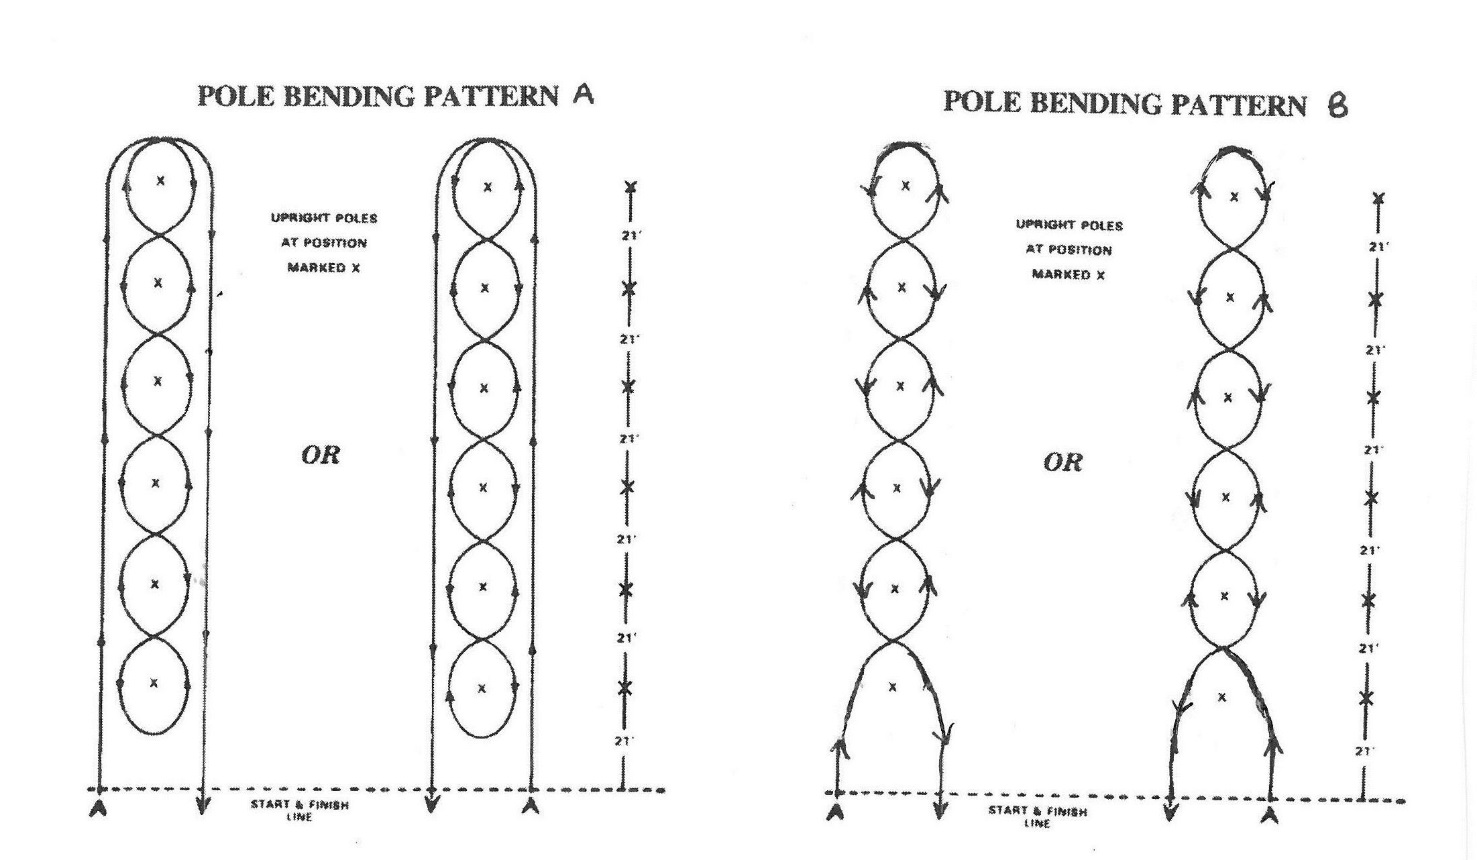 POLE BENDING PATTERN A
UPRIGHT POLES
AT POSITION
MARKED X
OR
X
X
X
X
X
X
X
X
X
X
X
X
X
21'
X
21'
X
21'
X
21'
X
21'
X
21'
START & FINISH
LINE
POLE BENDING PATTERN B
UPRIGHT POLES
AT POSITION
MARKED X
OR
X
X
X
X
X
X
X
X
X
X
X
X
X
21'
X
21'
X
21'
X
21'
X
21'
X
21'
START & FINISH
LINE